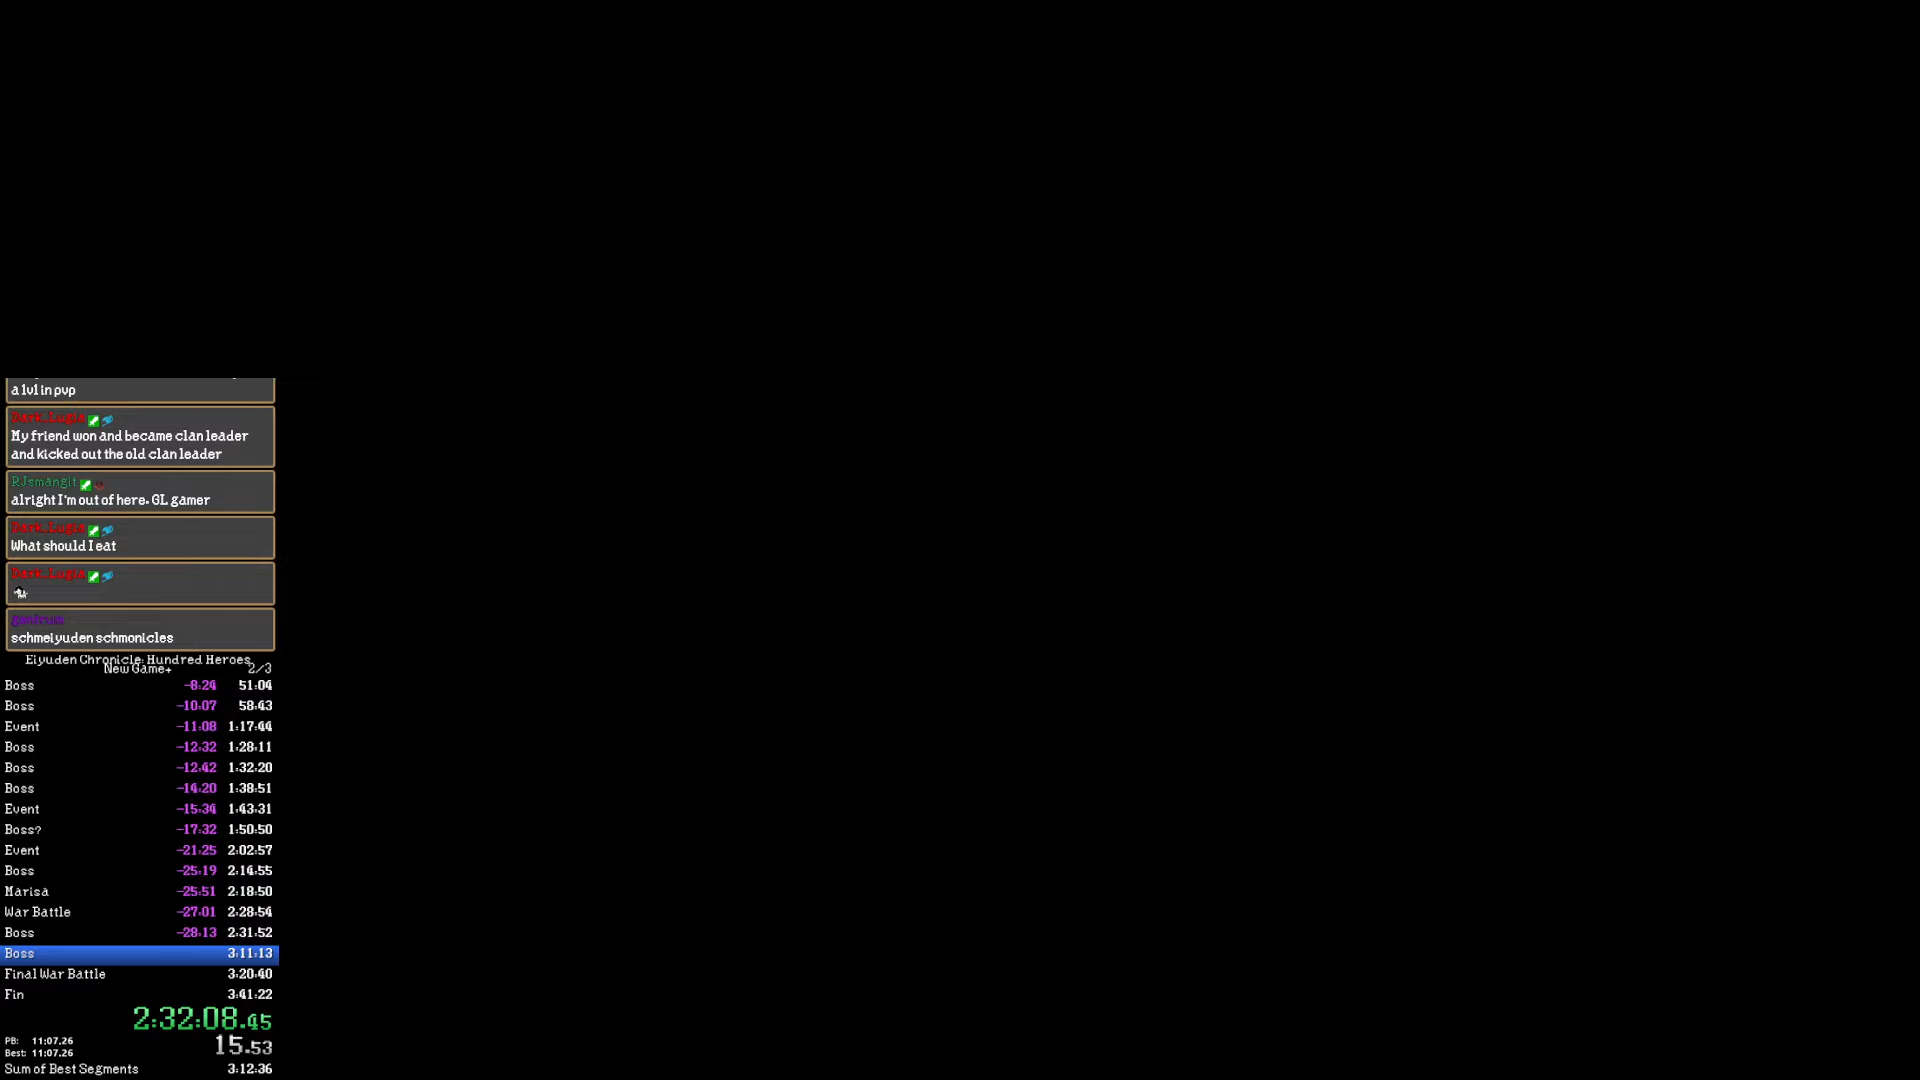 a 1v1 in pvp
Dark_Lugia
My friend won and became clan leader
and kicked out the old clan leader
RJsmangit
alright I'm out of here. GL gamer
Dark_Lugia
What should I eat
Dark_Lugia
schmeiyuden schmonicles
Eiyuden Chronicle: Hundred Heroes
New Game+ 2/3
Boss -8:24 51:04
Boss -10:07 58:43
Event -11:08 1:17:44
Boss -12:32 1:28:11
Boss -12:42 1:32:20
Boss -14:20 1:38:51
Event -15:34 1:43:31
Boss? -17:32 1:50:50
Event -21:25 2:02:57
Boss -25:19 2:14:55
Marisa -25:51 2:18:50
War Battle -27:01 2:28:54
Boss -28:13 2:31:52
Boss 3:11:13
Final War Battle 3:20:40
Fin 3:41:22
2:32:08.45
PB: 11:07.26 15.53
Best: 11:07.26
Sum of Best Segments 3:12:36